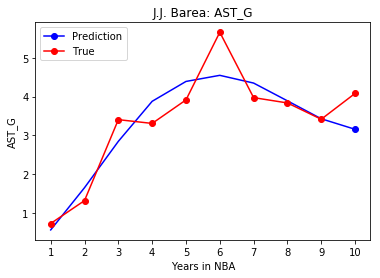 J.J. Barea: AST_G
Prediction
True
5
4
3
2
1
AST_G
1 2 3 4 5 6 7 8 9 10
Years in NBA